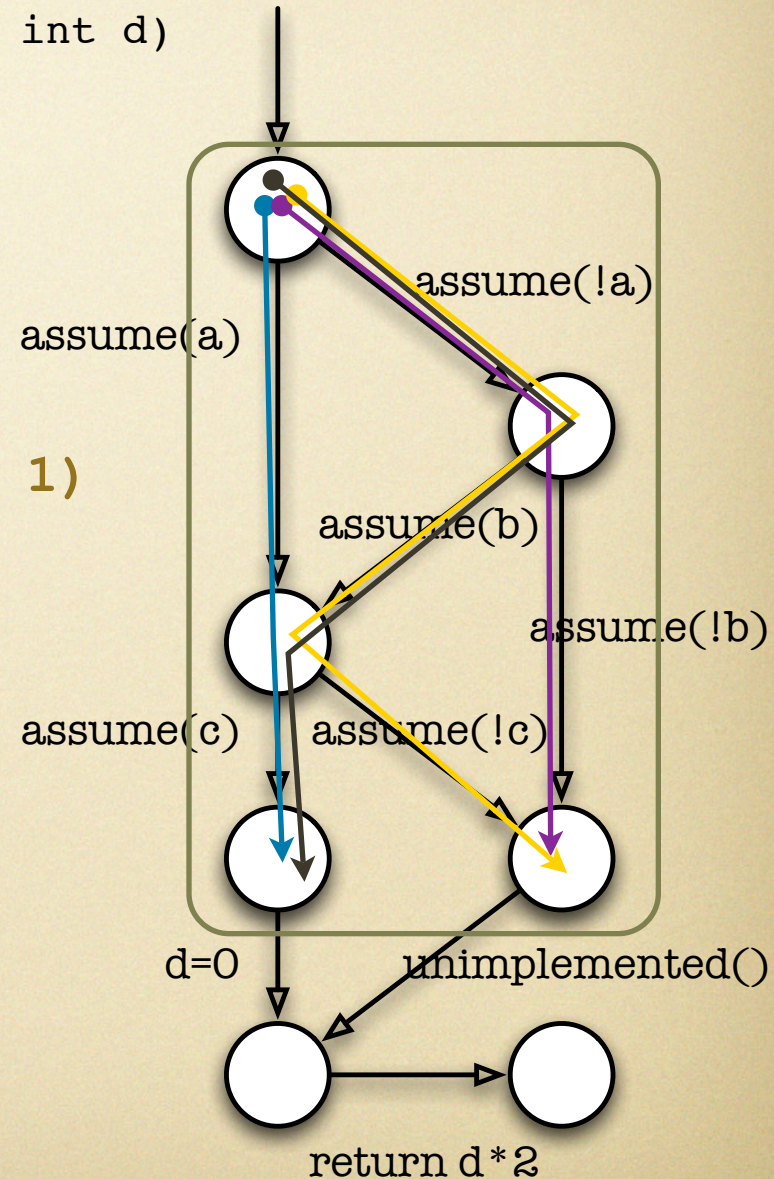 int d)
assume(!a)
assume(a)
1)
assume(b)
assume(!b)
assume(c)
assume(!c)
d=0
unimplemented()
return d*2